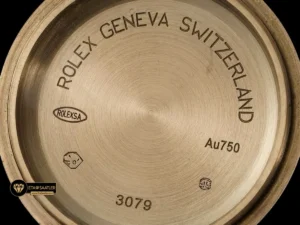 ROLEX GENEVA SWITZERLAND
ROLEXSA
Au750
3079